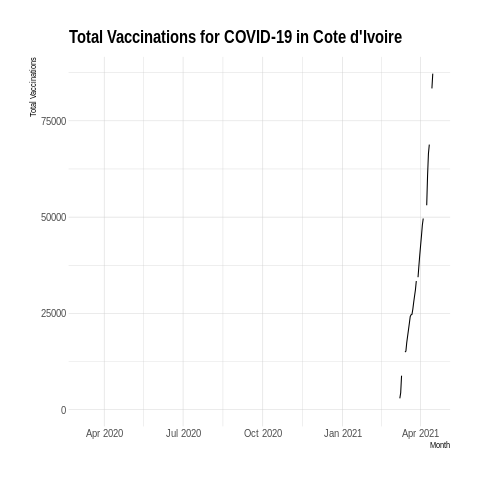 Total Vaccinations for COVID-19 in Cote d'Ivoire
Total Vaccinations
75000
50000
25000
0
Apr 2020 Jul 2020 Oct 2020 Jan 2021 Apr 2021
Month